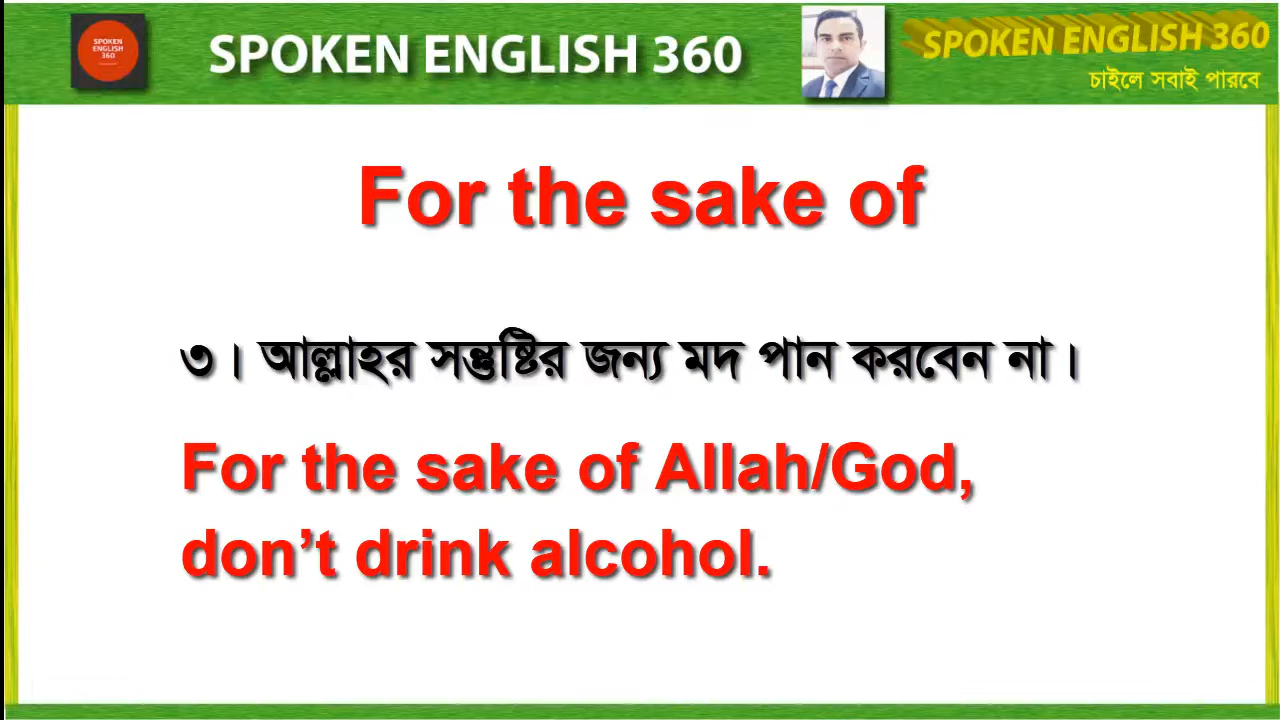 SPOKEN
ENGLISH
360
SPOKEN ENGLISH 360
SPOKEN ENGLISH 360
চাইলে সবাই পারবে
For the sake of
৩। আল্লাহর সন্তুষ্টির জন্য মদ পান করবেন না।
For the sake of Allah/God,
don’t drink alcohol.